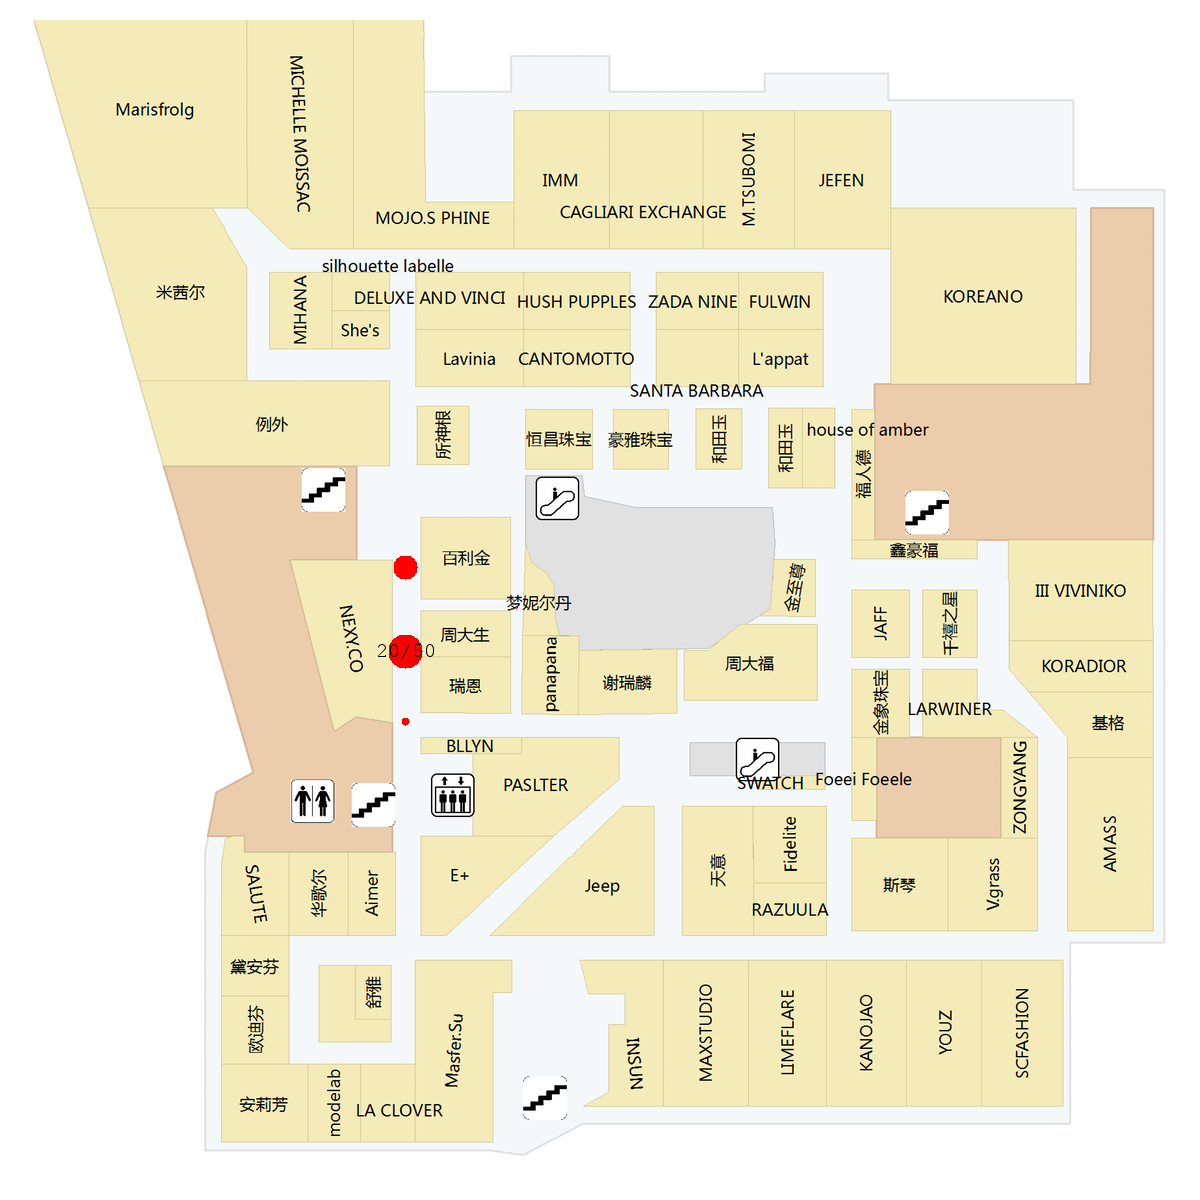 Marisfrolg
MICHELLE MOISSAC
MOJO.S PHINE
IMM
CAGLIARI EXCHANGE
M.TSUBOMI
JEFEN
米茜尔
silhouette labelle
MIHANA
DELUXE AND VINCI
She's
HUSH PUPPLES
ZADA NINE
FULWIN
KOREANO
Lavinia
CANTOMOTTO
L'appat
SANTA BARBARA
例外
所神根
恒昌珠宝
豪雅珠宝
和田玉
和田玉
house of amber
福人德
鑫豪福
百利金
梦妮尔丹
金至尊
III VIVINIKO
NEXY.CO
周大生
JAFF
千禧之星
20/50
瑞恩
panapana
谢瑞麟
周大福
KORADIOR
金象珠宝
LARWINER
基格
BLLYN
PASLTER
SWATCH
Foeei Foeele
ZONGYANG
AMASS
SALUTE
华歌尔
Aimer
E+
Jeep
天意
Fidelite
RAZUULA
斯琴
V.grass
黛安芬
欧迪芬
舒雅
Masfer.Su
INSUN
MAXSTUDIO
LIMEFLARE
KANOJAO
YOUZ
SCFASHION
安莉芳
modelab
LA CLOVER